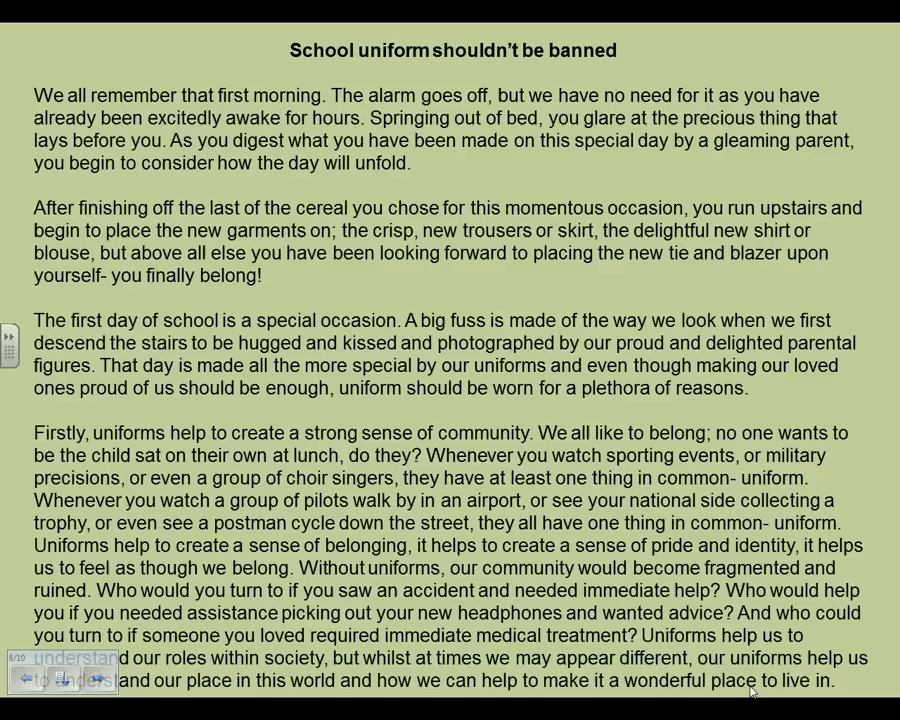 School uniform shouldn't be banned
We all remember that first morning. The alarm goes off, but we have no need for it as you have
already been excitedly awake for hours. Springing out of bed, you glare at the precious thing that
lays before you. As you digest what you have been made on this special day by a gleaming parent,
you begin to consider how the day will unfold.
After finishing off the last of the cereal you chose for this momentous occasion, you run upstairs and
begin to place the new garments on; the crisp, new trousers or skirt, the delightful new shirt or
blouse, but above all else you have been looking forward to placing the new tie and blazer upon
yourself- you finally belong!
The first day of school is a special occasion. A big fuss is made of the way we look when we first
descend the stairs to be hugged and kissed and photographed by our proud and delighted parental
figures. That day is made all the more special by our uniforms and even though making our loved
ones proud of us should be enough, uniform should be worn for a plethora of reasons.
Firstly, uniforms help to create a strong sense of community. We all like to belong; no one wants to
be the child sat on their own at lunch, do they? Whenever you watch sporting events, or military
precisions, or even a group of choir singers, they have at least one thing in common- uniform.
Whenever you watch a group of pilots walk by in an airport, or see your national side collecting a
trophy, or even see a postman cycle down the street, they all have one thing in common- uniform.
Uniforms help to create a sense of belonging, it helps to create a sense of pride and identity, it helps
us to feel as though we belong. Without uniforms, our community would become fragmented and
ruined. Who would you turn to if you saw an accident and needed immediate help? Who would help
you if you needed assistance picking out your new headphones and wanted advice? And who could
you turn to if someone you loved required immediate medical treatment? Uniforms help us to
8/10
understand our roles within society, but whilst at times we may appear different, our uniforms help us
to understand our place in this world and how we can help to make it a wonderful place to live in.